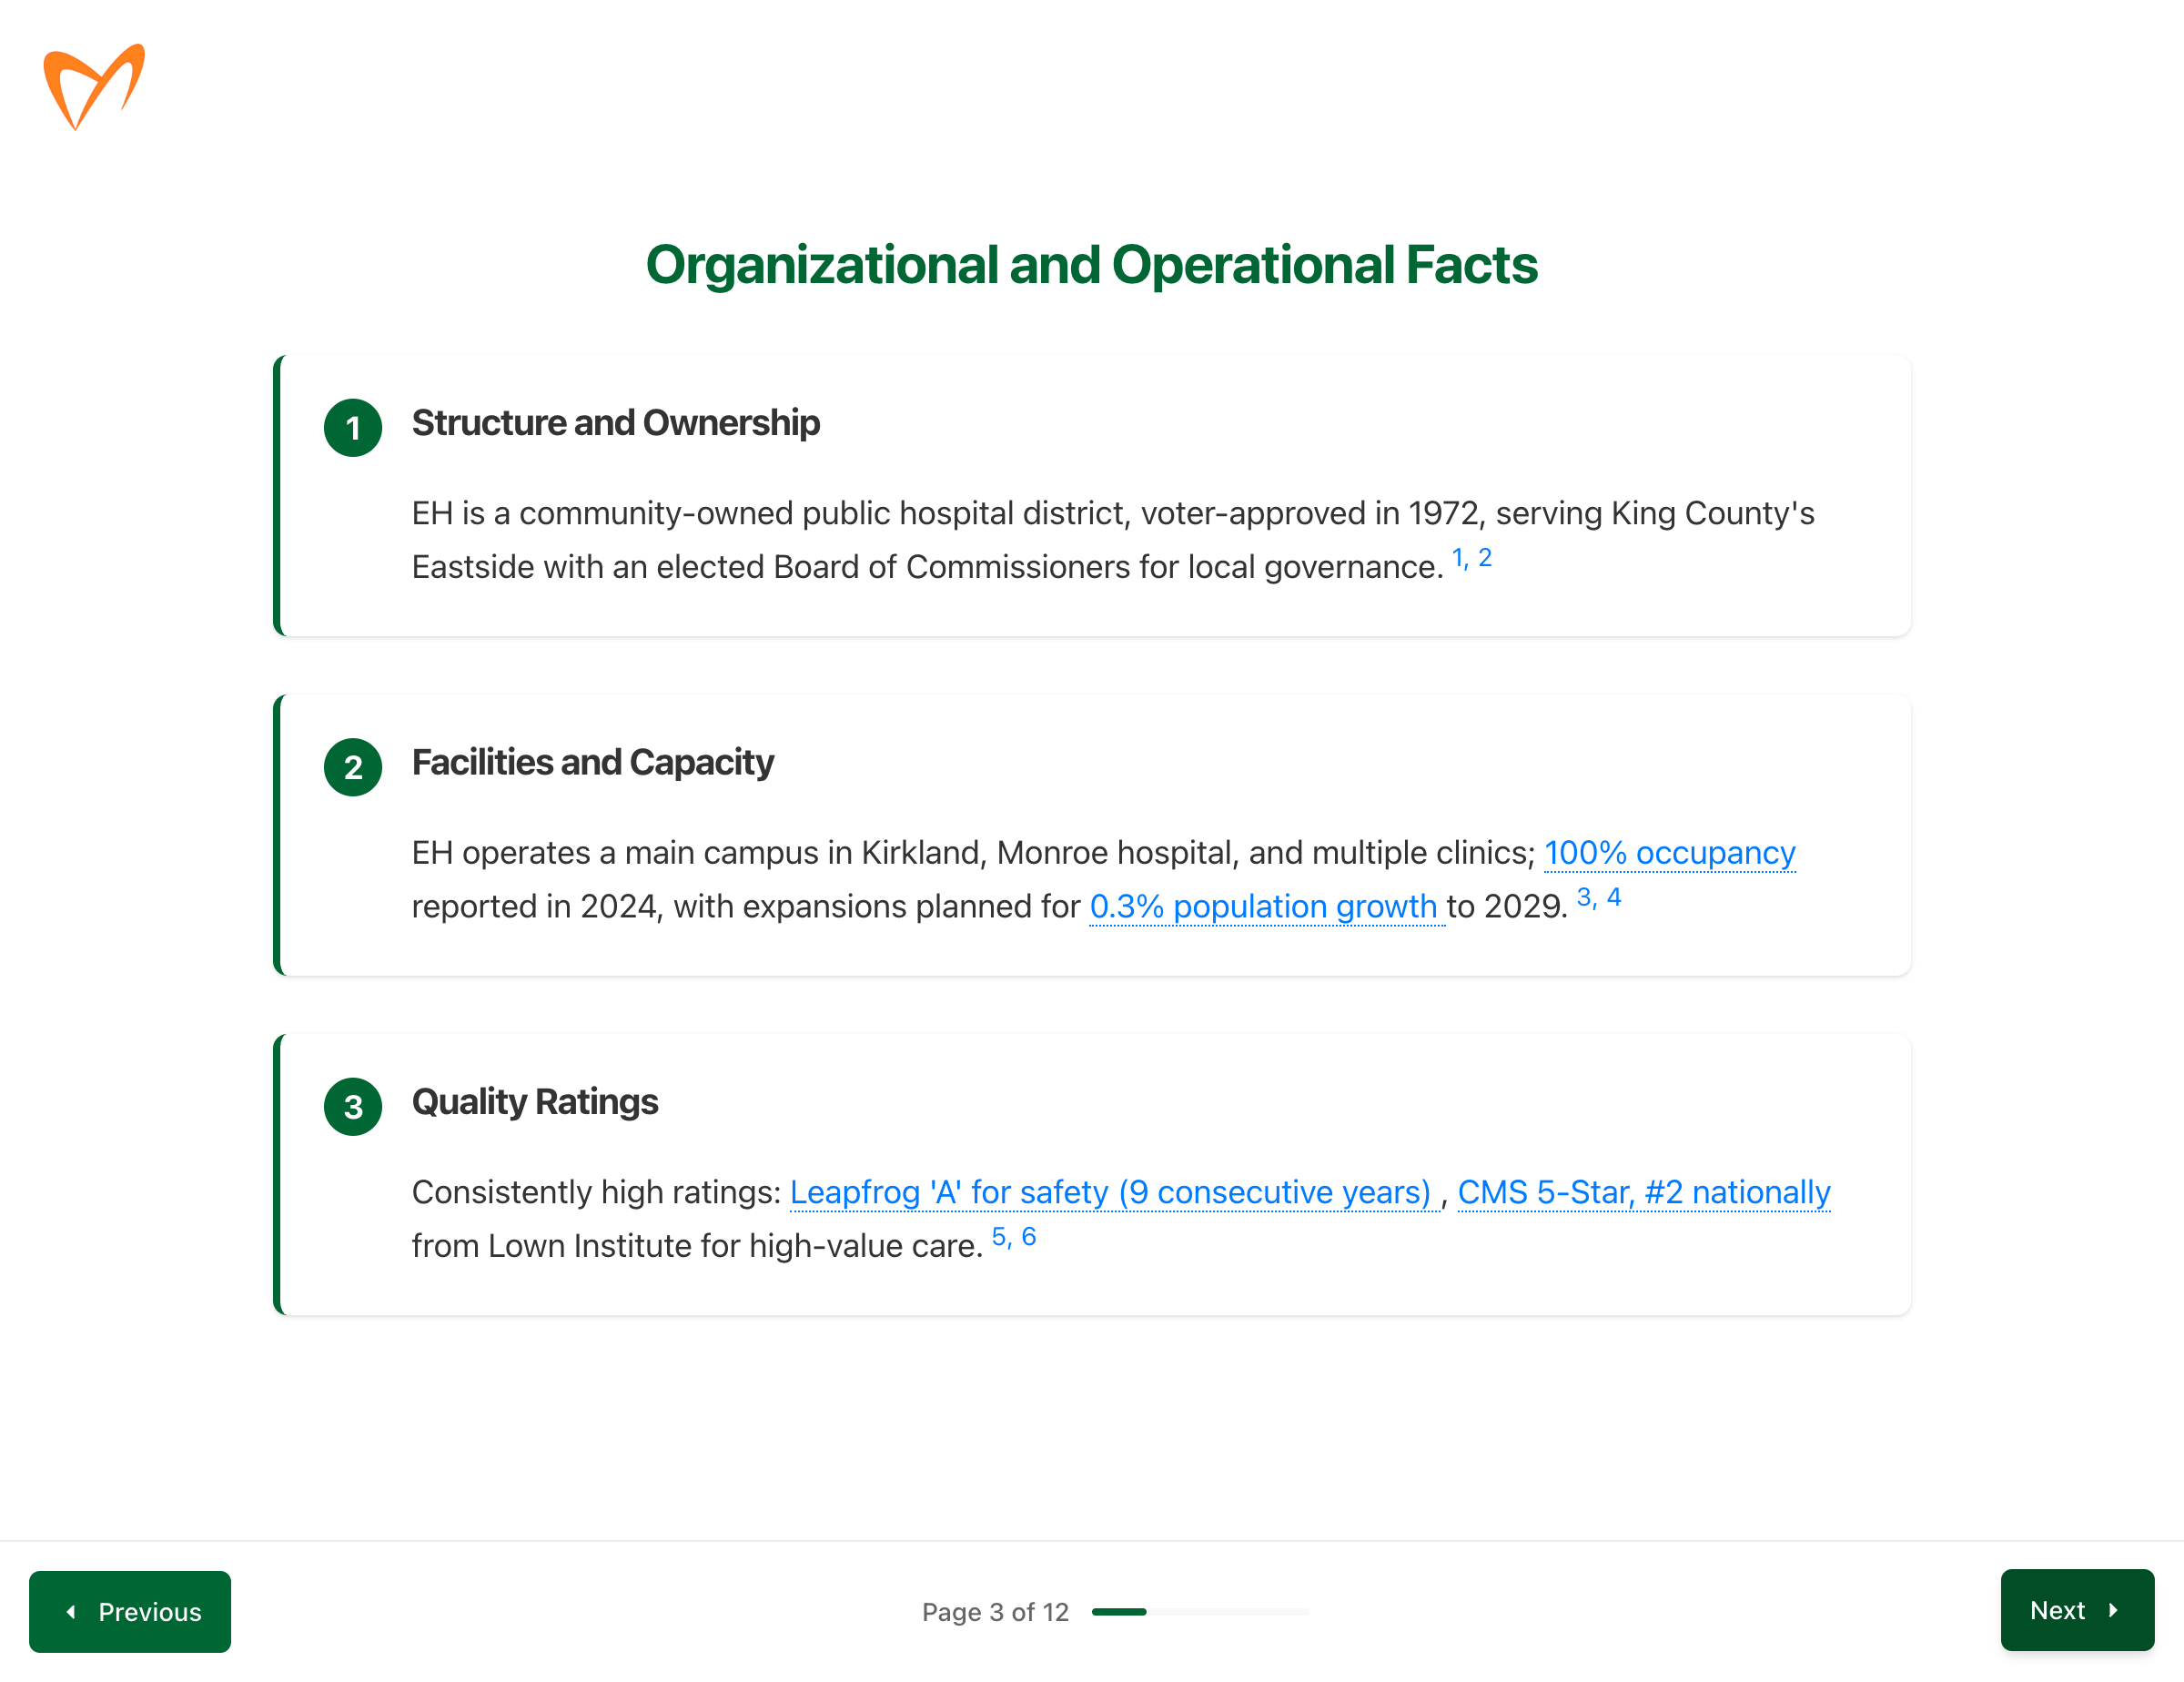 Organizational and Operational Facts
1
Structure and Ownership
EH is a community-owned public hospital district, voter-approved in 1972, serving King County's
Eastside with an elected Board of Commissioners for local governance. 1, 2
2
Facilities and Capacity
EH operates a main campus in Kirkland, Monroe hospital, and multiple clinics; 100% occupancy
reported in 2024, with expansions planned for 0.3% population growth to 2029. 3, 4
3
Quality Ratings
Consistently high ratings: Leapfrog 'A' for safety (9 consecutive years) , CMS 5-Star, #2 nationally
from Lown Institute for high-value care. 5, 6
Previous
Page 3 of 12
Next